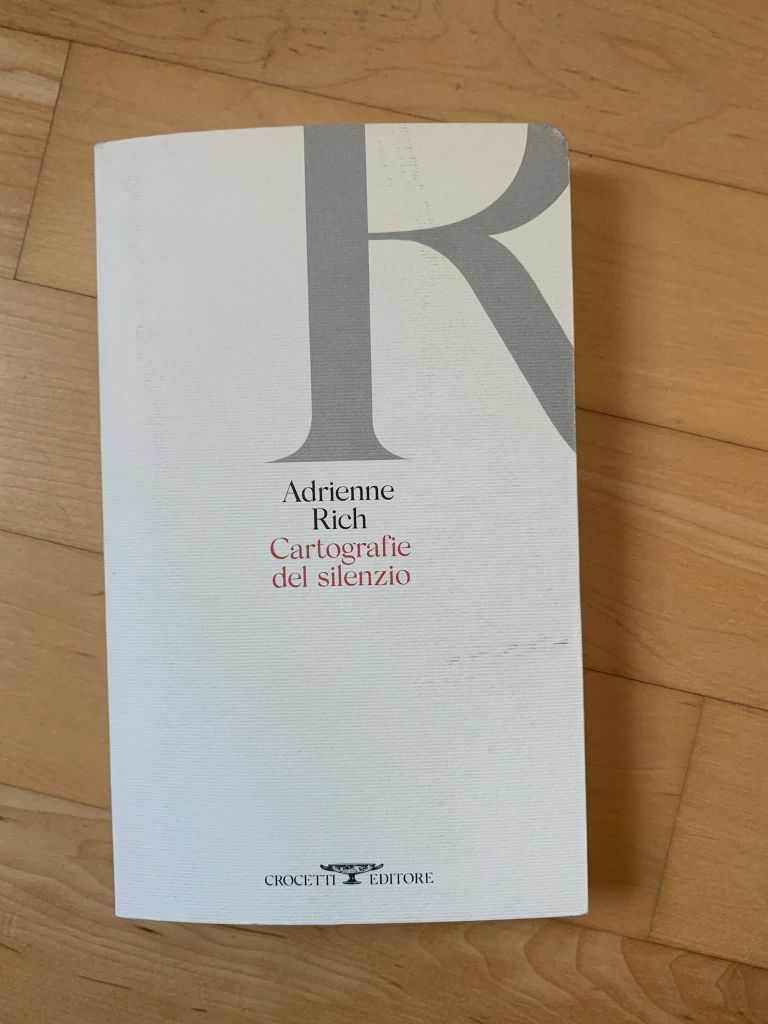 R
Adrienne
Rich
Cartografie
del silenzio
CROCETTI EDITORE